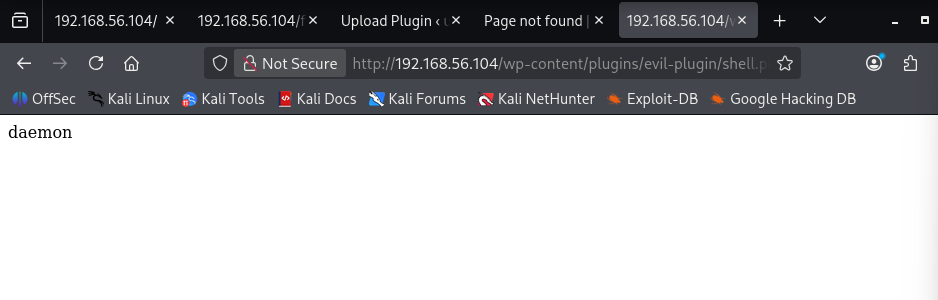 192.168.56.104/
192.168.56.104/f
Upload Plugin ‹ u
Page not found |
192.168.56.104/w
Not Secure
http://192.168.56.104/wp-content/plugins/evil-plugin/shell.p
OffSec
Kali Linux
Kali Tools
Kali Docs
Kali Forums
Kali NetHunter
Exploit-DB
Google Hacking DB
daemon